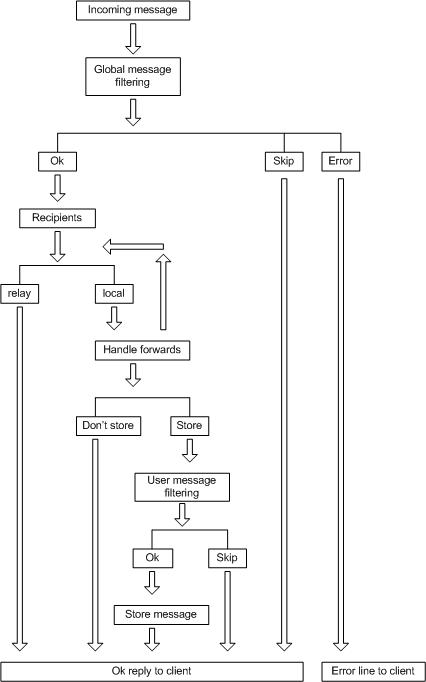 Incoming message
Global message
filtering
Ok
Skip
Error
Recipients
relay
local
Handle forwards
Don't store
Store
User message
filtering
Ok
Skip
Store message
Ok reply to client
Error line to client